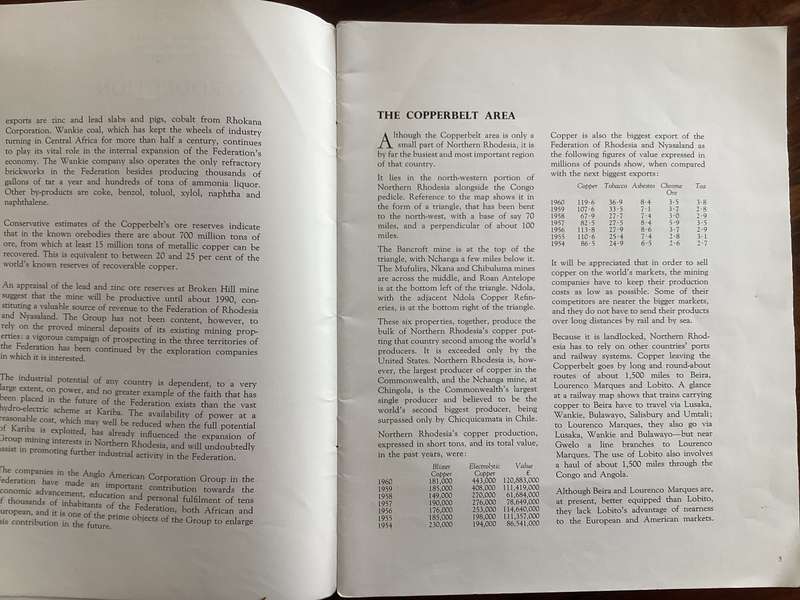 exports are zinc and lead slabs and pigs, cobalt from Rhokana
Corporation. Wankie coal, which has kept the wheels of industry
turning in Central Africa for more than half a century, continues
to play its vital role in the internal expansion of the Federation's
economy. The Wankie company also operates the only refractory
brickworks in the Federation besides producing thousands of
gallons of tar a year and hundreds of tons of ammonia liquor.
Other by-products are coke, benzol, toluol, xylol, naphtha and
naphthalene.
Conservative estimates of the Copperbelt's ore reserves indicate
that in the known orebodies there are about 700 million tons of
ore, from which at least 15 million tons of metallic copper can be
recovered. This is equivalent to between 20 and 25 per cent of the
world's known reserves of recoverable copper.
An appraisal of the lead and zinc ore reserves at Broken Hill mine
suggest that the mine will be productive until about 1990, con-
stituting a valuable source of revenue to the Federation of Rhodesia
and Nyasaland. The Group has not been content, however, to
rely on the proved mineral deposits of its existing mining prop-
erties: a vigorous campaign of prospecting in the three territories of
the Federation has been continued by the exploration companies
in which it is interested.
The industrial potential of any country is dependent, to a very
large extent, on power, and no greater example of the faith that has
been placed in the future of the Federation exists than the vast
hydro-electric scheme at Kariba. The availability of power at a
reasonable cost, which may well be reduced when the full potential
of Kariba is exploited, has already influenced the expansion of
Group mining interests in Northern Rhodesia, and will undoubtedly
assist in promoting further industrial activity in the Federation.
The companies in the Anglo American Corporation Group in the
Federation have made an important contribution towards the
economic advancement, education and personal fulfilment of tens
of thousands of inhabitants of the Federation, both African and
European, and it is one of the prime objects of the Group to enlarge
this contribution in the future.
THE COPPERBELT AREA
Although the Copperbelt area is only a
small part of Northern Rhodesia, it is
by far the busiest and most important region
of that country.
It lies in the north-western portion of
Northern Rhodesia alongside the Congo
pedicle. Reference to the map shows it in
the form of a triangle, that has been bent
to the north-west, with a base of say 70
miles, and a perpendicular of about 100
miles.
The Bancroft mine is at the top of the
triangle, with Nchanga a few miles below it.
The Mufulira, Nkana and Chibuluma mines
are across the middle, and Roan Antelope
is at the bottom left of the triangle. Ndola,
with the adjacent Ndola Copper Refin-
eries, is at the bottom right of the triangle.
These six properties, together, produce the
bulk of Northern Rhodesia's copper put-
ting that country second among the world's
producers. It is exceeded only by the
United States. Northern Rhodesia is, how-
ever, the largest producer of copper in the
Commonwealth, and the Nchanga mine, at
Chingola, is the Commonwealth's largest
single producer and believed to be the
world's second biggest producer, being
surpassed only by Chicquicamata in Chile.
Northern Rhodesia's copper production,
expressed in short tons, and its total value,
in the past years, were:
Blister Electrolytic Value
Copper Copper £
1960 181,000 443,000 120,883,000
1959 185,000 408,000 111,419,000
1958 149,000 270,000 61,684,000
1957 190,000 276,000 78,649,000
1956 176,000 253,000 114,640,000
1955 185,000 198,000 111,357,000
1954 230,000 194,000 86,541,000
Copper is also the biggest export of the
Federation of Rhodesia and Nyasaland as
the following figures of value expressed in
millions of pounds show, when compared
with the next biggest exports:
Copper Tobacco Asbestos Chrome Tea
Ore
1960 119·6 36·9 8·4 3·5 3·8
1959 107·6 33·5 7·1 3·7 2·8
1958 67·9 27·7 7·4 3·0 2·9
1957 82·5 27·5 8·4 5·9 3·5
1956 113·8 27·9 8·6 3·7 2·9
1955 110·6 25·4 7·4 2·8 3·1
1954 86·5 24·9 6·5 2·6 2·7
It will be appreciated that in order to sell
copper on the world's markets, the mining
companies have to keep their production
costs as low as possible. Some of their
competitors are nearer the bigger markets,
and they do not have to send their products
over long distances by rail and by sea.
Because it is landlocked, Northern Rhod-
esia has to rely on other countries' ports
and railway systems. Copper leaving the
Copperbelt goes by long and round-about
routes of about 1,500 miles to Beira,
Lourenco Marques and Lobito. A glance
at a railway map shows that trains carrying
copper to Beira have to travel via Lusaka,
Wankie, Bulawayo, Salisbury and Umtali;
to Lourenco Marques, they also go via
Lusaka, Wankie and Bulawayo—but near
Gwelo a line branches to Lourenco
Marques. The use of Lobito also involves
a haul of about 1,500 miles through the
Congo and Angola.
Although Beira and Lourenco Marques are,
at present, better equipped than Lobito,
they lack Lobito's advantage of nearness
to the European and American markets.